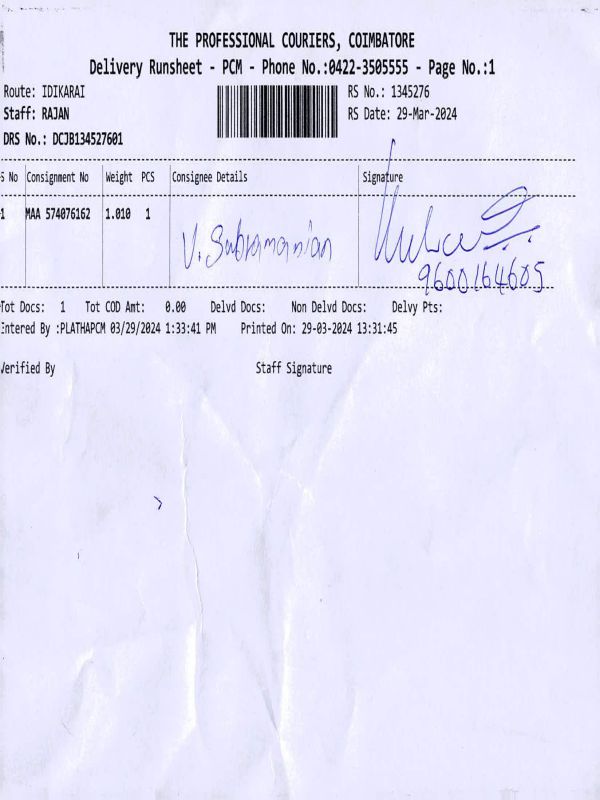 THE PROFESSIONAL COURIERS, COIMBATORE
Delivery Runsheet - PCM - Phone No.:0422-3505555 - Page No.:1
Route: IDIKARAI
RS No.: 1345276
Staff: RAJAN
RS Date: 29-Mar-2024
DRS No.: DCJB134527601
S No Consignment No Weight PCS Consignee Details Signature
1 MAA 574076162 1.010 1
V. Subramanian
9600164605
Tot Docs: 1 Tot COD Amt: 0.00 Delvd Docs: Non Delvd Docs: Delvy Pts:
Entered By :PLATHAPCM 03/29/2024 1:33:41 PM Printed On: 29-03-2024 13:31:45
Verified By Staff Signature